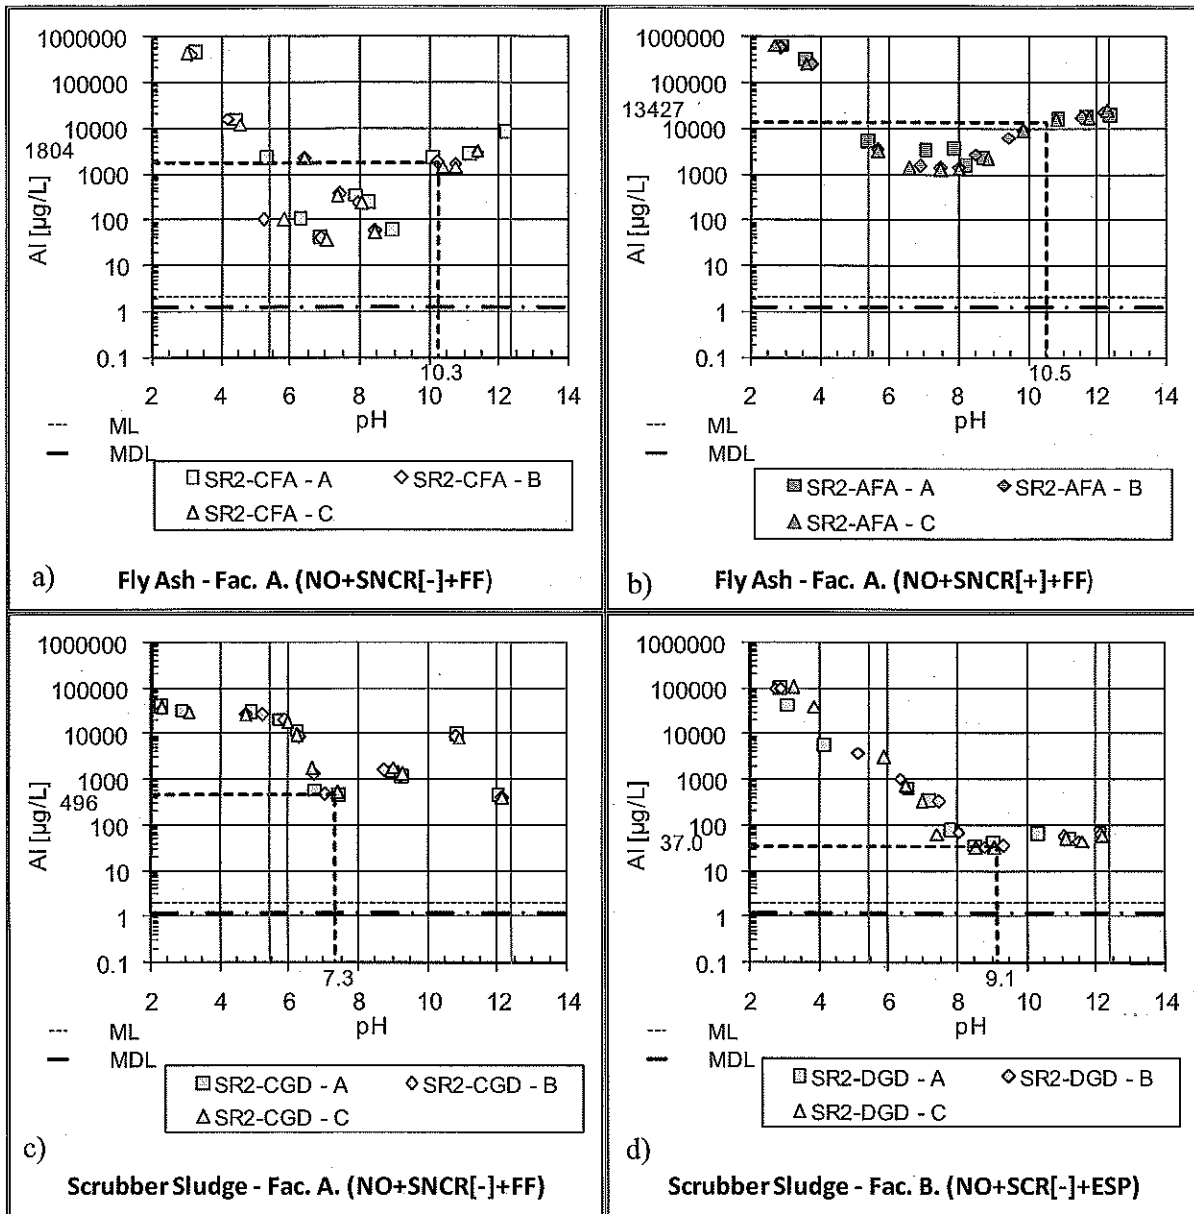 1000000
100000
10000
1804
1000
100
10
1
0.1
Al [µg/L]
10.3
2 4 6 8 10 12 14
pH
--- ML
— MDL
SR2-CFA - A SR2-CFA - B
SR2-CFA - C
a) Fly Ash - Fac. A. (NO+SNCR[-]+FF)
1000000
100000
13427
10000
1000
100
10
1
0.1
Al [µg/L]
10.5
2 4 6 8 10 12 14
pH
--- ML
— MDL
SR2-AFA - A SR2-AFA - B
SR2-AFA - C
b) Fly Ash - Fac. A. (NO+SNCR[+]+FF)
1000000
100000
10000
1000
496
100
10
1
0.1
Al [µg/L]
7.3
2 4 6 8 10 12 14
pH
--- ML
— MDL
SR2-CGD - A SR2-CGD - B
SR2-CGD - C
c)
Scrubber Sludge - Fac. A. (NO+SNCR[-]+FF)
1000000
100000
10000
1000
100
37.0
10
1
0.1
Al [µg/L]
9.1
2 4 6 8 10 12 14
pH
--- ML
— MDL
SR2-DGD - A SR2-DGD - B
SR2-DGD - C
d)
Scrubber Sludge - Fac. B. (NO+SCR[-]+ESP)